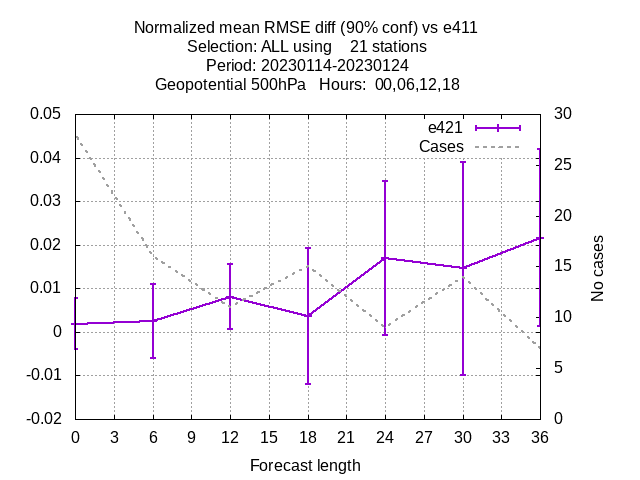 Normalized mean RMSE diff (90% conf) vs e411
Selection: ALL using    21 stations
Period: 20230114-20230124
Geopotential 500hPa   Hours:  00,06,12,18
e421
Cases
0.05
0.04
0.03
0.02
0.01
0
-0.01
-0.02
30
25
20
15
10
5
0
No cases
0 3 6 9 12 15 18 21 24 27 30 33 36
Forecast length